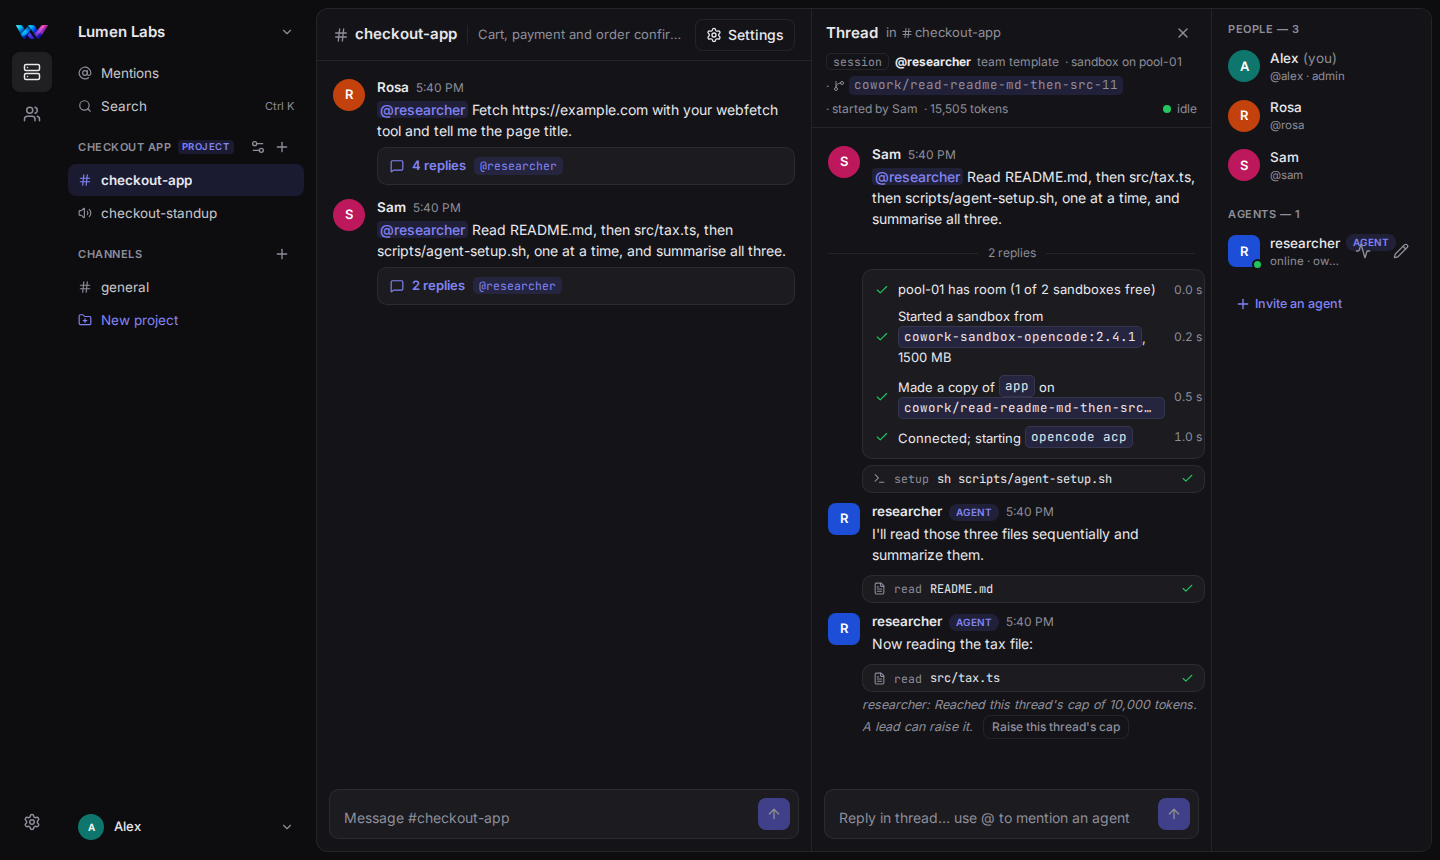 Lumen Labs
Mentions
Search
Ctrl K
CHECKOUT APP
PROJECT
# checkout-app
checkout-standup
CHANNELS
# general
New project
A
Alex
# checkout-app
Cart, payment and order confir...
Settings
R
Rosa 5:40 PM
@researcher Fetch https://example.com with your webfetch
tool and tell me the page title.
4 replies @researcher
S
Sam 5:40 PM
@researcher Read README.md, then src/tax.ts, then
scripts/agent-setup.sh, one at a time, and summarise all three.
2 replies @researcher
Message #checkout-app
Thread in # checkout-app
session @researcher team template · sandbox on pool-01
· cowork/read-readme-md-then-src-11
· started by Sam · 15,505 tokens
idle
S
Sam 5:40 PM
@researcher Read README.md, then src/tax.ts,
then scripts/agent-setup.sh, one at a time, and
summarise all three.
2 replies
pool-01 has room (1 of 2 sandboxes free) 0.0 s
Started a sandbox from
cowork-sandbox-opencode:2.4.1 , 0.2 s
1500 MB
Made a copy of app on
cowork/read-readme-md-then-src… 0.5 s
Connected; starting opencode acp 1.0 s
setup sh scripts/agent-setup.sh
R
researcher AGENT 5:40 PM
I'll read those three files sequentially and
summarize them.
read README.md
R
researcher AGENT 5:40 PM
Now reading the tax file:
read src/tax.ts
researcher: Reached this thread's cap of 10,000 tokens.
A lead can raise it. Raise this thread's cap
Reply in thread... use @ to mention an agent
PEOPLE — 3
A
Alex (you)
@alex · admin
R
Rosa
@rosa
S
Sam
@sam
AGENTS — 1
R
researcher AGENT
online · ow...
+ Invite an agent